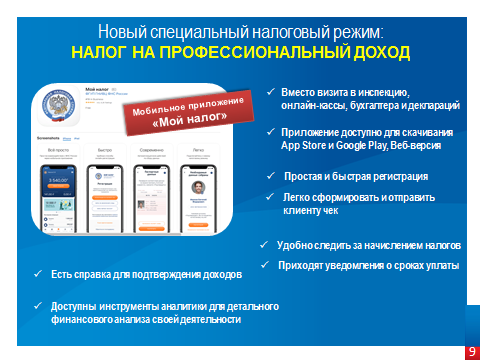 Новый специальный налоговый режим:
НАЛОГ НА ПРОФЕССИОНАЛЬНЫЙ ДОХОД
Мой налог
Мобильное приложение
«Мой налог»
Screenshots
Всё просто
Быстро
Современно
Легко
Вместо визита в инспекцию,
онлайн-кассы, бухгалтера и деклараций
Приложение доступно для скачивания
App Store и Google Play, Веб-версия
Простая и быстрая регистрация
Легко сформировать и отправить
клиенту чек
Удобно следить за начислением налогов
Приходят уведомления о сроках уплаты
Есть справка для подтверждения доходов
Доступны инструменты аналитики для детального
финансового анализа своей деятельности
9